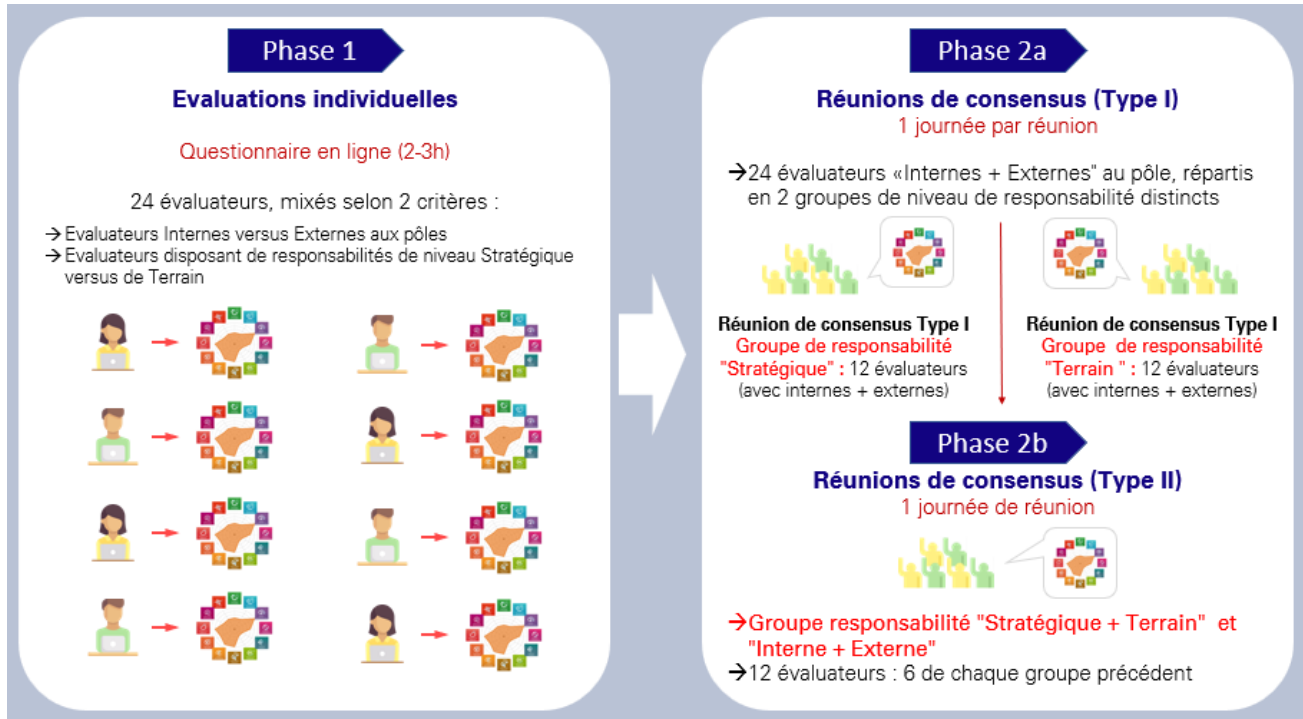 Phase 1
Evaluations individuelles
Questionnaire en ligne (2-3h)
24 évaluateurs, mixés selon 2 critères :
→Evaluateurs Internes versus Externes aux pôles
→Evaluateurs disposant de responsabilités de niveau Stratégique
versus de Terrain
Phase 2a
Réunions de consensus (Type I)
1 journée par réunion
→24 évaluateurs «Internes + Externes" au pôle, répartis
en 2 groupes de niveau de responsabilité distincts
Réunion de consensus Type I
Groupe de responsabilité
"Stratégique" : 12 évaluateurs
(avec internes + externes)
Réunion de consensus Type I
Groupe de responsabilité
"Terrain " : 12 évaluateurs
(avec internes + externes)
Phase 2b
Réunions de consensus (Type II)
1 journée de réunion
→Groupe responsabilité "Stratégique + Terrain" et
"Interne + Externe"
→12 évaluateurs : 6 de chaque groupe précédent